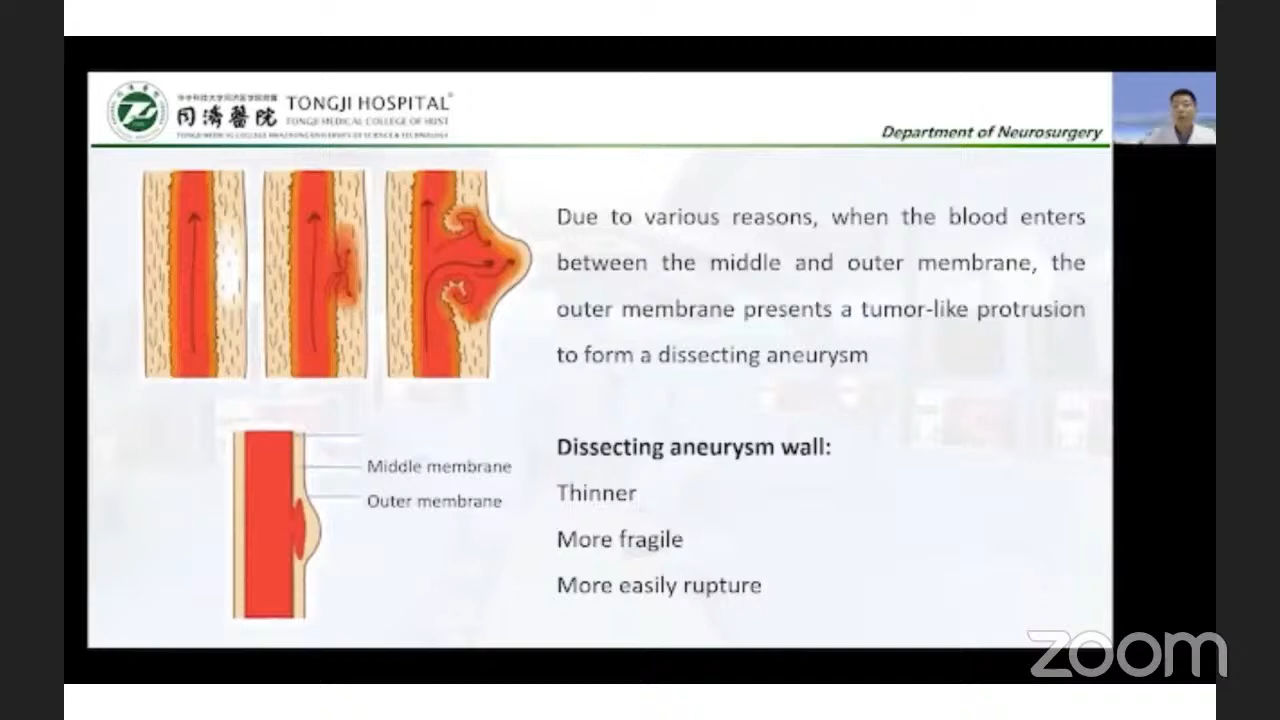 同濟醫院
TONGJI HOSPITAL
TONGJI MEDICAL COLLEGE OF HUST
Department of Neurosurgery
Due to various reasons, when the blood enters
between the middle and outer membrane, the
outer membrane presents a tumor-like protrusion
to form a dissecting aneurysm
Middle membrane
Outer membrane
Dissecting aneurysm wall:
Thinner
More fragile
More easily rupture
zoom